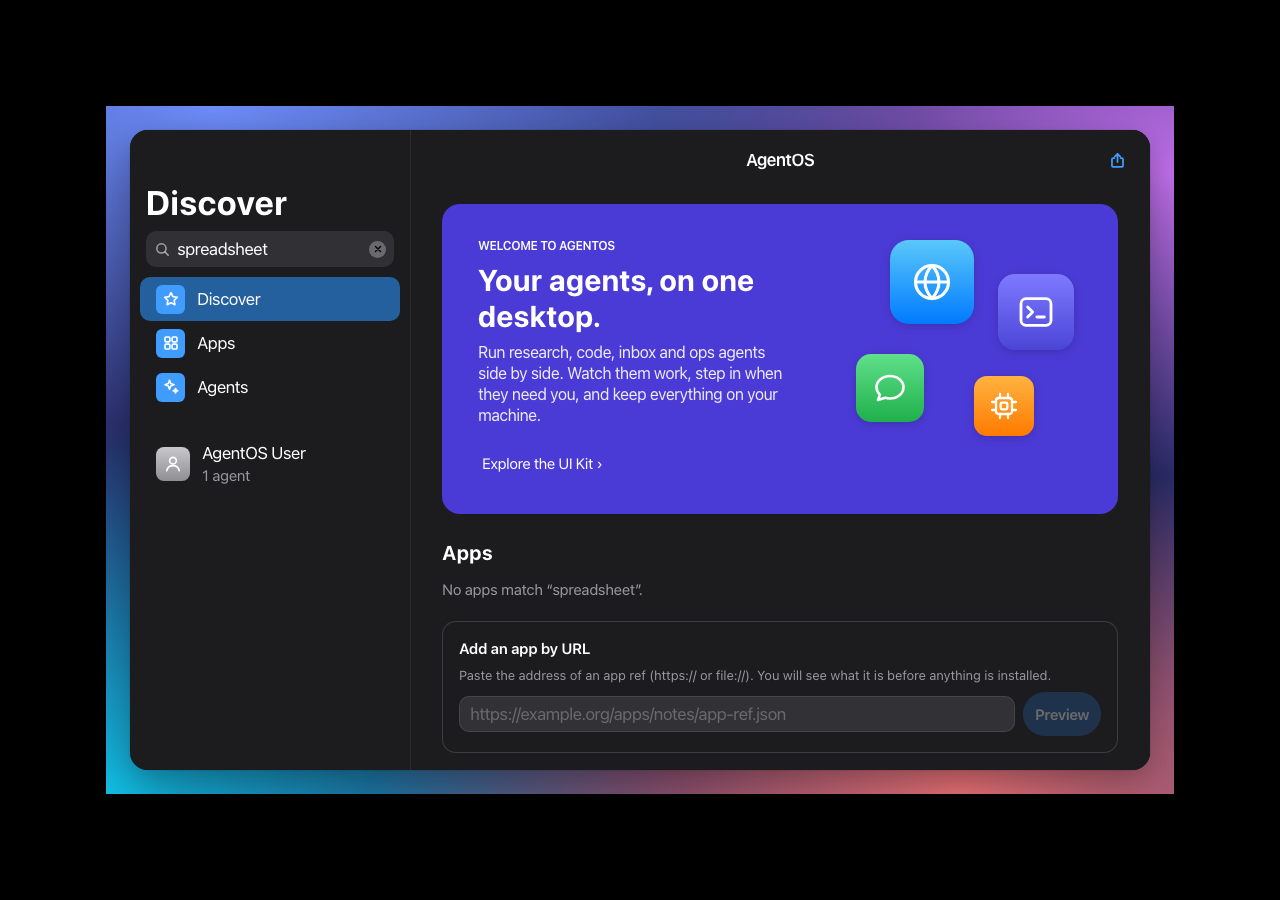 Discover
spreadsheet
Discover
Apps
Agents
AgentOS User
1 agent
AgentOS
WELCOME TO AGENTOS
Your agents, on one
desktop.
Run research, code, inbox and ops agents
side by side. Watch them work, step in when
they need you, and keep everything on your
machine.
Explore the UI Kit ›
Apps
No apps match “spreadsheet”.
Add an app by URL
Paste the address of an app ref (https:// or file://). You will see what it is before anything is installed.
https://example.org/apps/notes/app-ref.json
Preview